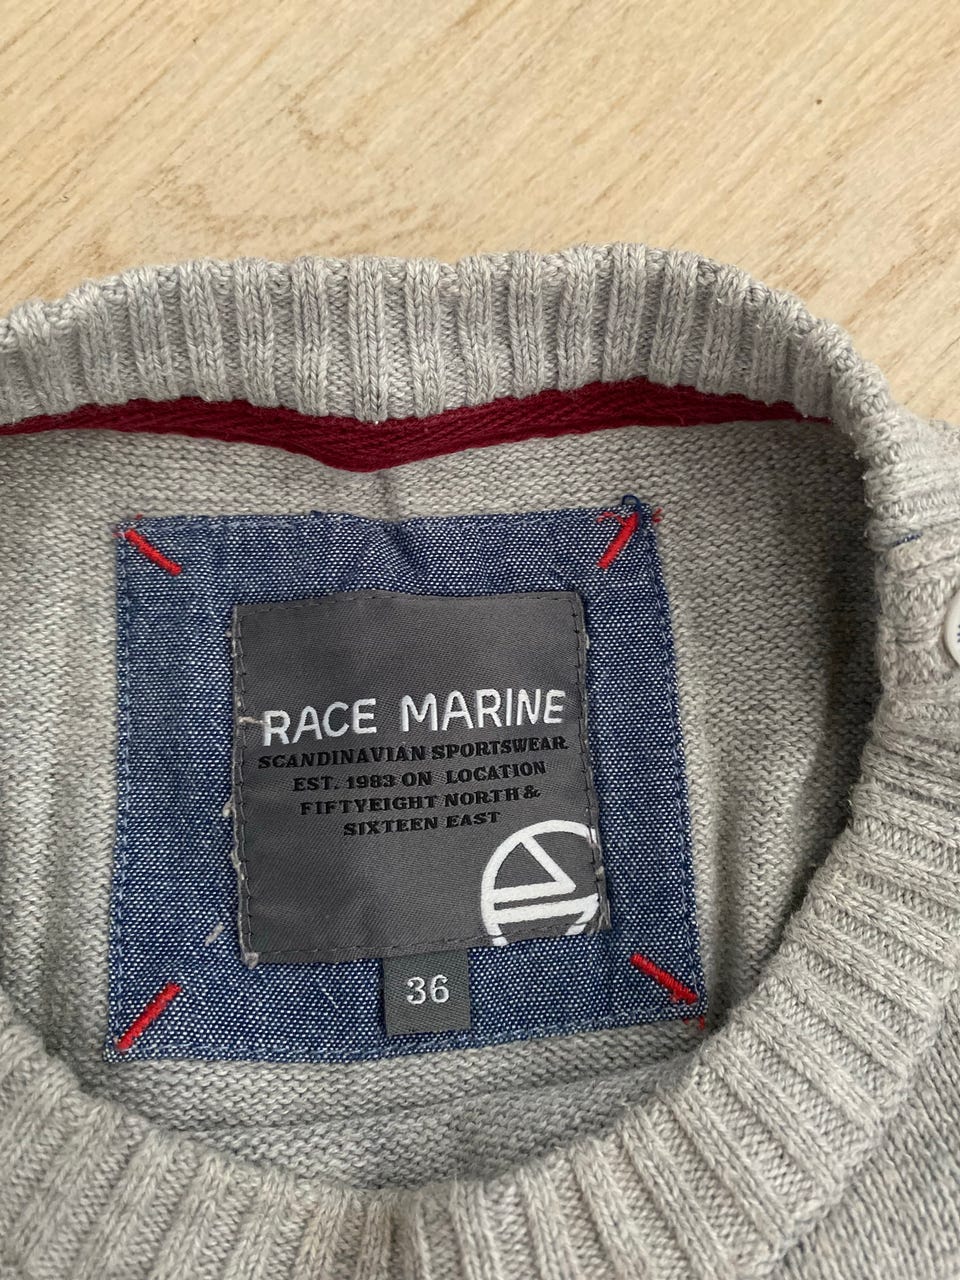 RACE MARINE
SCANDINAVIAN SPORTSWEAR
EST. 1983 ON LOCATION
FIFTYEIGHT NORTH &
SIXTEEN EAST
36